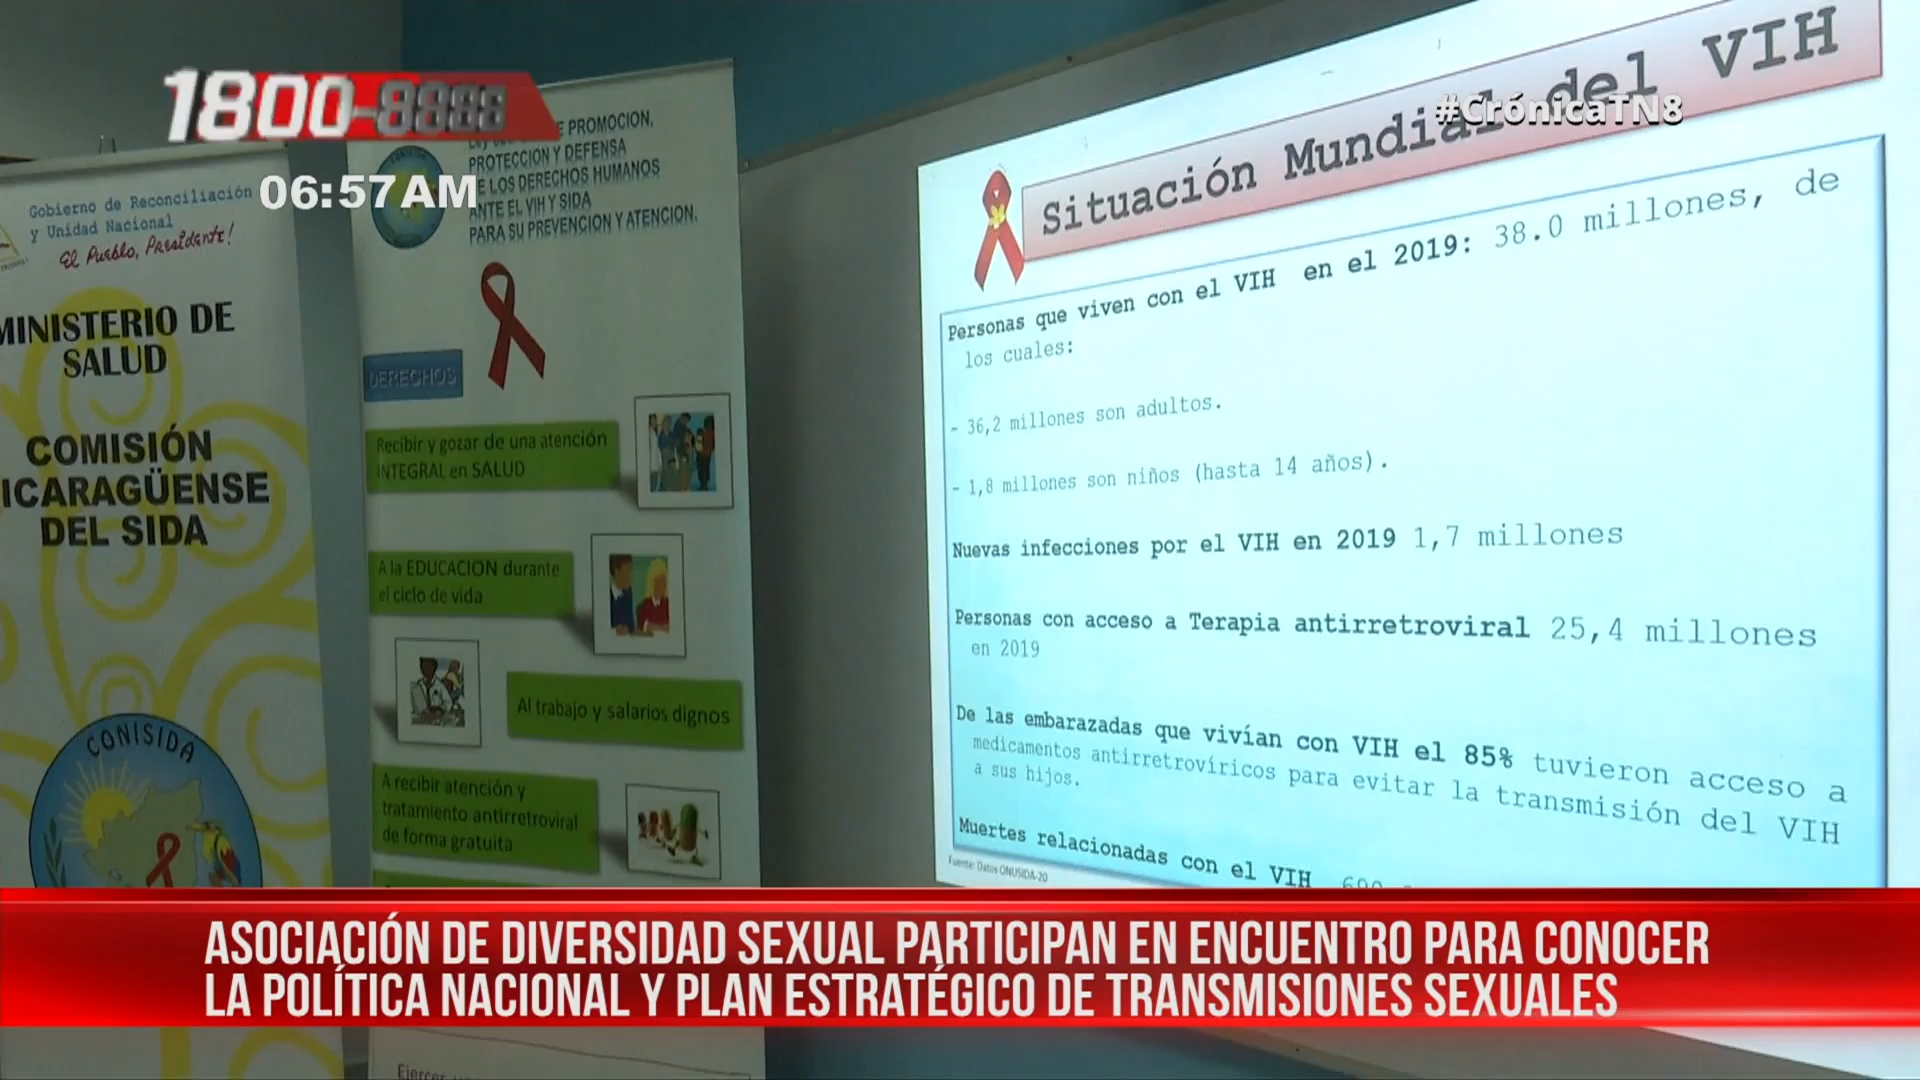 1800-8888
06:57AM
#CrónicaTN8
Gobierno de Reconciliación
y Unidad Nacional
El Pueblo, Presidente!
MINISTERIO DE
SALUD
COMISIÓN
ICARAGÜENSE
DEL SIDA
CONISIDA
E PROMOCION,
PROTECCION Y DEFENSA
E LOS DERECHOS HUMANOS
ANTE EL VIH Y SIDA
PARA SU PREVENCION Y ATENCION.
DERECHOS
Recibir y gozar de una atención
INTEGRAL en SALUD
A la EDUCACION durante
el ciclo de vida
Al trabajo y salarios dignos
A recibir atención y
tratamiento antirretroviral
de forma gratuita
Situación Mundial del VIH
Personas que viven con el VIH en el 2019: 38.0 millones, de
los cuales:
- 36,2 millones son adultos.
- 1,8 millones son niños (hasta 14 años).
Nuevas infecciones por el VIH en 2019 1,7 millones
Personas con acceso a Terapia antirretroviral 25,4 millones
en 2019
De las embarazadas que vivían con VIH el 85% tuvieron acceso a
medicamentos antirretrovíricos para evitar la transmisión del VIH
a sus hijos.
Muertes relacionadas con el VIH
Fuente: Datos ONUSIDA-20
ASOCIACIÓN DE DIVERSIDAD SEXUAL PARTICIPAN EN ENCUENTRO PARA CONOCER
LA POLÍTICA NACIONAL Y PLAN ESTRATÉGICO DE TRANSMISIONES SEXUALES